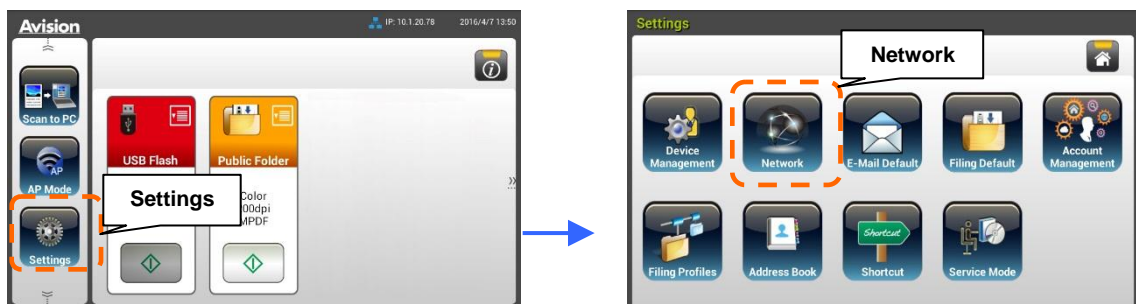 Avision
IP: 10.1.20.78
2016/4/7 13:50
Scan to PC
AP
AP Mode
Settings
USB Flash
Public Folder
Settings
Color
00dpi
MPDF
Settings
Network
Device
Management
Network
E-Mail Default
Filing Default
Account
Management
Filing Profiles
Address Book
Shortcut
Shortcut
Service Mode